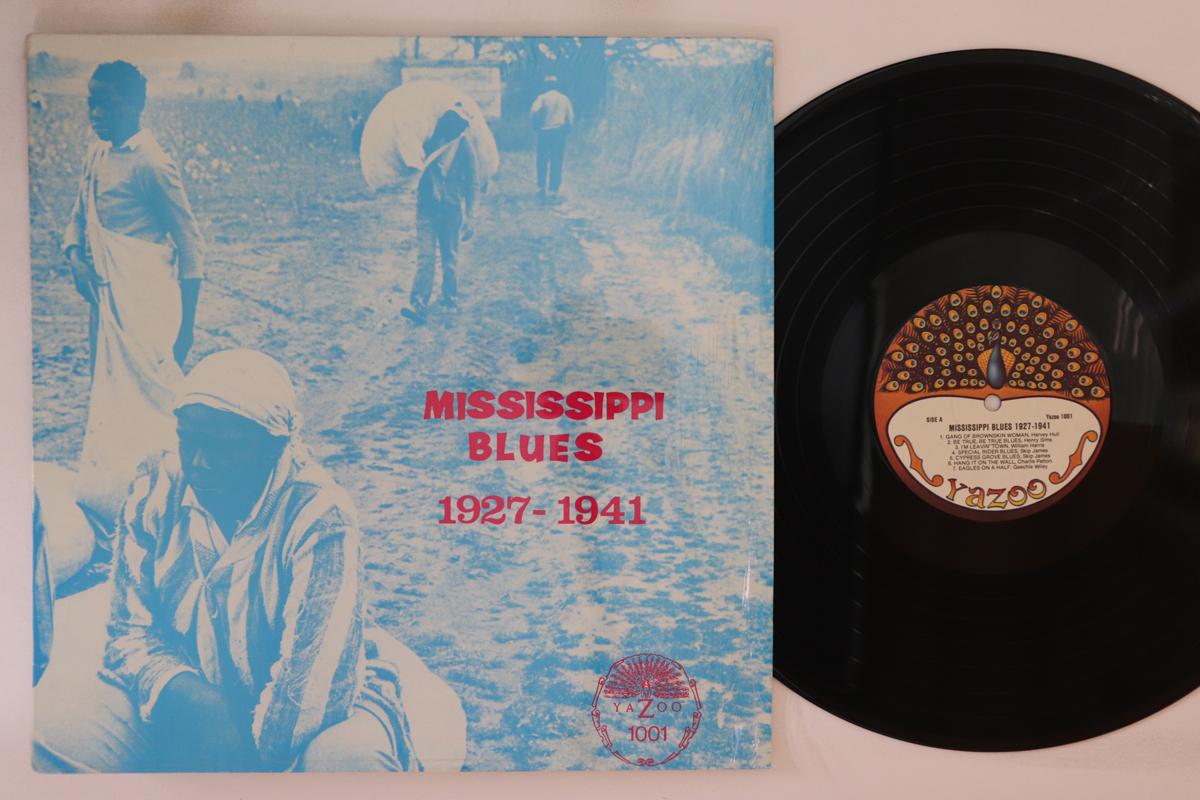 MISSISSIPPI
BLUES
1927-1941
YAZOO
1001
SIDE A
Yazoo 1001
MISSISSIPPI BLUES 1927-1941
1. GANG OF BROWNSKIN WOMAN, Harvey Hull
2. BE TRUE, BE TRUE BLUES, Henry Sims
3. I'M LEAVIN' TOWN, William Harris
4. SPECIAL RIDER BLUES, Skip James
5. CYPRESS GROVE BLUES, Skip James
6. HANG IT ON THE WALL, Charlie Patton
7. EAGLES ON A HALF, Geechie Wiley
Yazoo